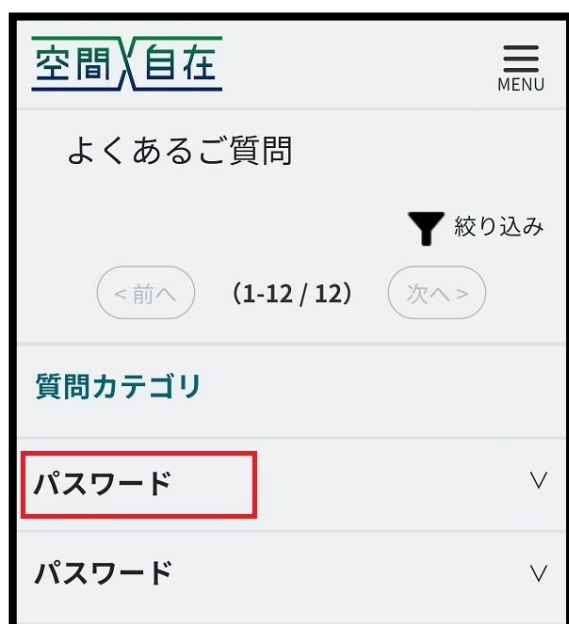 空間自在
MENU
よくあるご質問
絞り込み
<前へ (1-12 / 12) 次へ>
質問カテゴリ
パスワード
パスワード